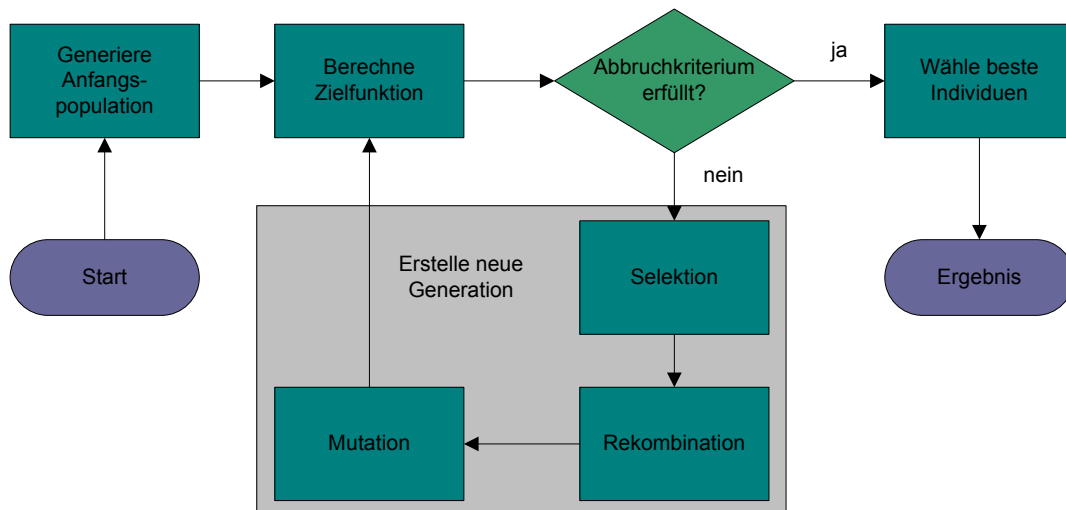 Generiere
Anfangs-
population
Berechne
Zielfunktion
Abbruchkriterium
erfüllt?
ja
Wähle beste
Individuen
nein
Start
Erstelle neue
Generation
Selektion
Ergebnis
Mutation
Rekombination